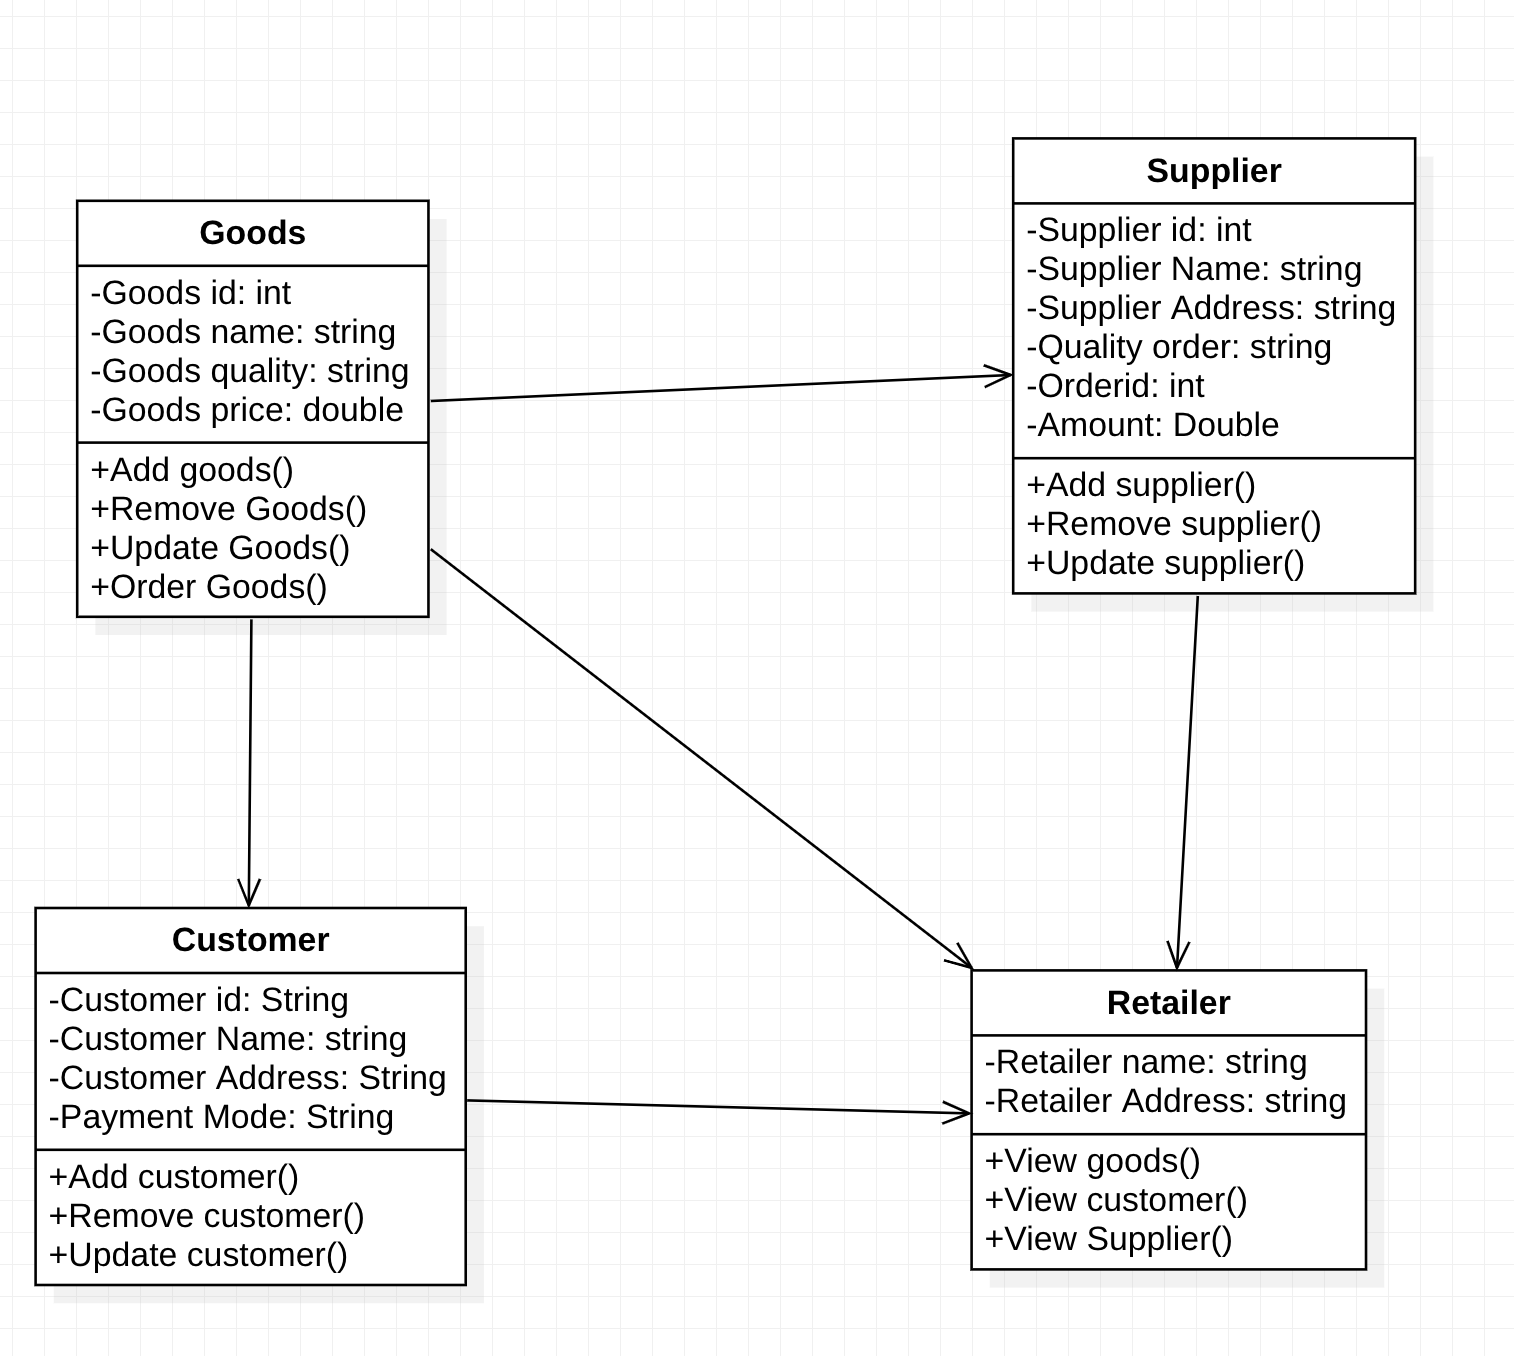 Goods
-Goods id: int
-Goods name: string
-Goods quality: string
-Goods price: double
+Add goods()
+Remove Goods()
+Update Goods()
+Order Goods()
Supplier
-Supplier id: int
-Supplier Name: string
-Supplier Address: string
-Quality order: string
-Orderid: int
-Amount: Double
+Add supplier()
+Remove supplier()
+Update supplier()
Customer
-Customer id: String
-Customer Name: string
-Customer Address: String
-Payment Mode: String
+Add customer()
+Remove customer()
+Update customer()
Retailer
-Retailer name: string
-Retailer Address: string
+View goods()
+View customer()
+View Supplier()